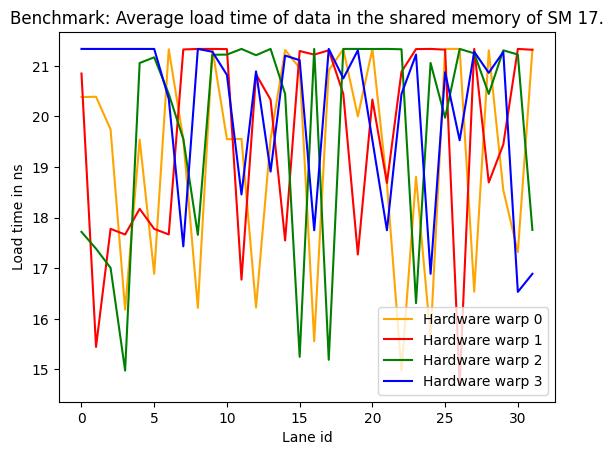 Benchmark: Average load time of data in the shared memory of SM 17.
Load time in ns
21
20
19
18
17
16
15
Hardware warp 0
Hardware warp 1
Hardware warp 2
Hardware warp 3
0 5 10 15 20 25 30
Lane id